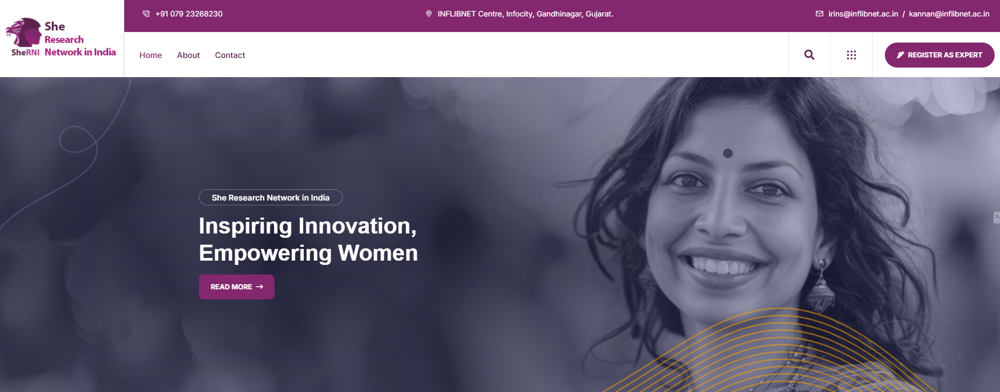 She
Research
Network in India
SheRNI
+91 079 23268230
INFLIBNET Centre, Infocity, Gandhinagar, Gujarat.
irins@inflibnet.ac.in / kannan@inflibnet.ac.in
Home About Contact
REGISTER AS EXPERT
She Research Network in India
Inspiring Innovation,
Empowering Women
READ MORE →